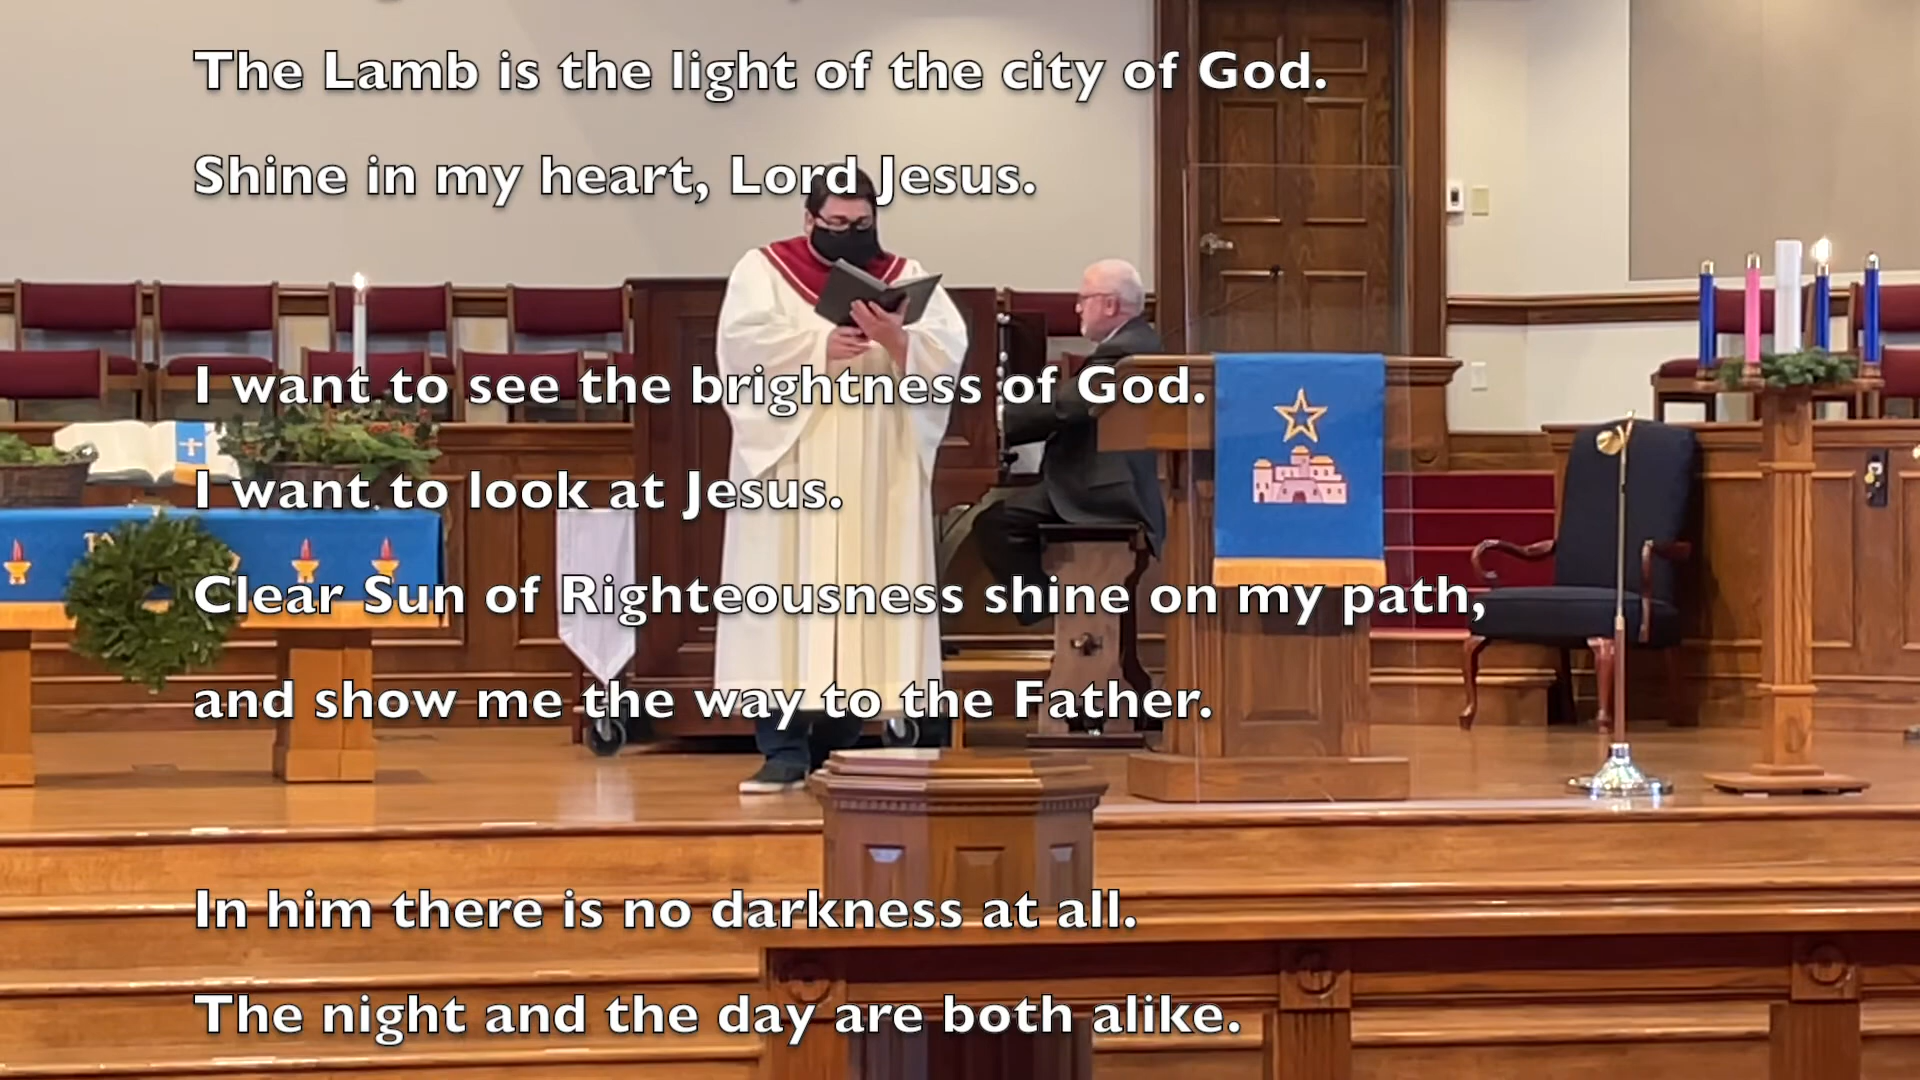 The Lamb is the light of the city of God.
Shine in my heart, Lord Jesus.
I want to see the brightness of God.
I want to look at Jesus.
Clear Sun of Righteousness shine on my path,
and show me the way to the Father.
In him there is no darkness at all.
The night and the day are both alike.